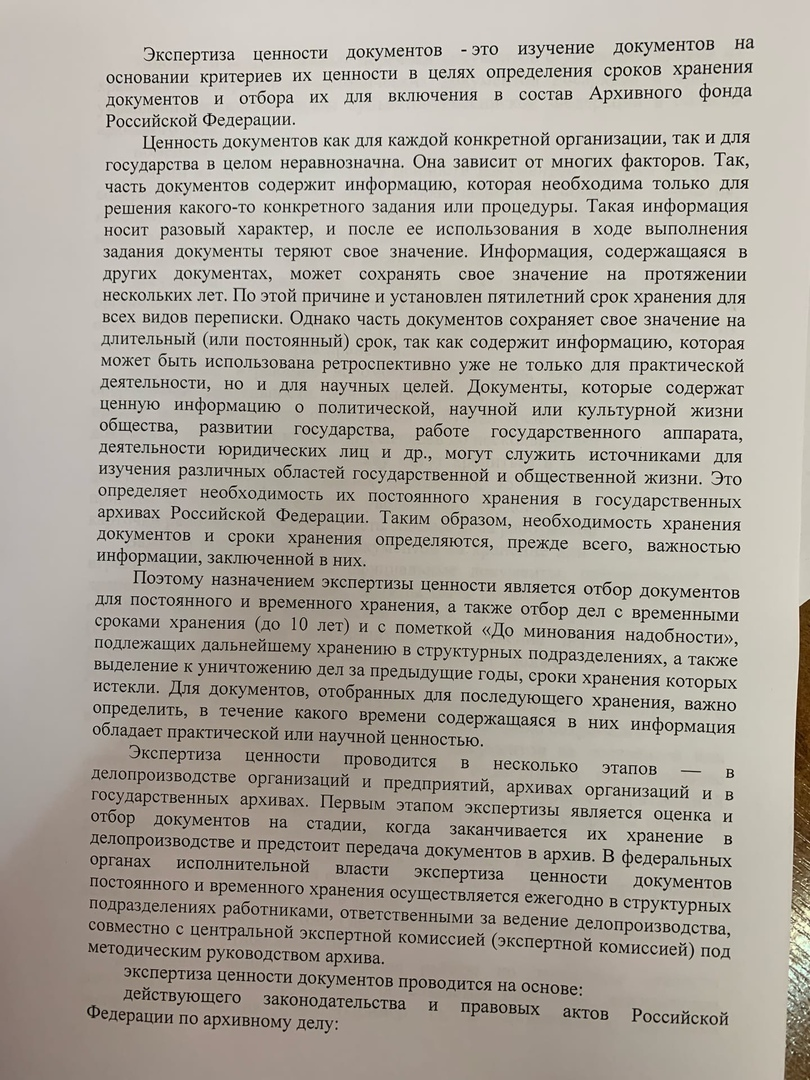 Экспертиза ценности документов - это изучение документов на
основании критериев их ценности в целях определения сроков хранения
документов и отбора их для включения в состав Архивного фонда
Российской Федерации.
Ценность документов как для каждой конкретной организации, так и для
государства в целом неравнозначна. Она зависит от многих факторов. Так,
часть документов содержит информацию, которая необходима только для
решения какого-то конкретного задания или процедуры. Такая информация
носит разовый характер, и после ее использования в ходе выполнения
задания документы теряют свое значение. Информация, содержащаяся в
других документах, может сохранять свое значение на протяжении
нескольких лет. По этой причине и установлен пятилетний срок хранения для
всех видов переписки. Однако часть документов сохраняет свое значение на
длительный (или постоянный) срок, так как содержит информацию, которая
может быть использована ретроспективно уже не только для практической
деятельности, но и для научных целей. Документы, которые содержат
ценную информацию о политической, научной или культурной жизни
общества, развитии государства, работе государственного аппарата,
деятельности юридических лиц и др., могут служить источниками для
изучения различных областей государственной и общественной жизни. Это
определяет необходимость их постоянного хранения в государственных
архивах Российской Федерации. Таким образом, необходимость хранения
документов и сроки хранения определяются, прежде всего, важностью
информации, заключенной в них.
Поэтому назначением экспертизы ценности является отбор документов
для постоянного и временного хранения, а также отбор дел с временными
сроками хранения (до 10 лет) и с пометкой «До минования надобности»,
подлежащих дальнейшему хранению в структурных подразделениях, а также
выделение к уничтожению дел за предыдущие годы, сроки хранения которых
истекли. Для документов, отобранных для последующего хранения, важно
определить, в течение какого времени содержащаяся в них информация
обладает практической или научной ценностью.
Экспертиза ценности проводится в несколько этапов — в
делопроизводстве организаций и предприятий, архивах организаций и в
государственных архивах. Первым этапом экспертизы является оценка и
отбор документов на стадии, когда заканчивается их хранение в
делопроизводстве и предстоит передача документов в архив. В федеральных
органах исполнительной власти экспертиза ценности документов
постоянного и временного хранения осуществляется ежегодно в структурных
подразделениях работниками, ответственными за ведение делопроизводства,
совместно с центральной экспертной комиссией (экспертной комиссией) под
методическим руководством архива.
экспертиза ценности документов проводится на основе:
действующего законодательства и правовых актов Российской
Федерации по архивному делу: